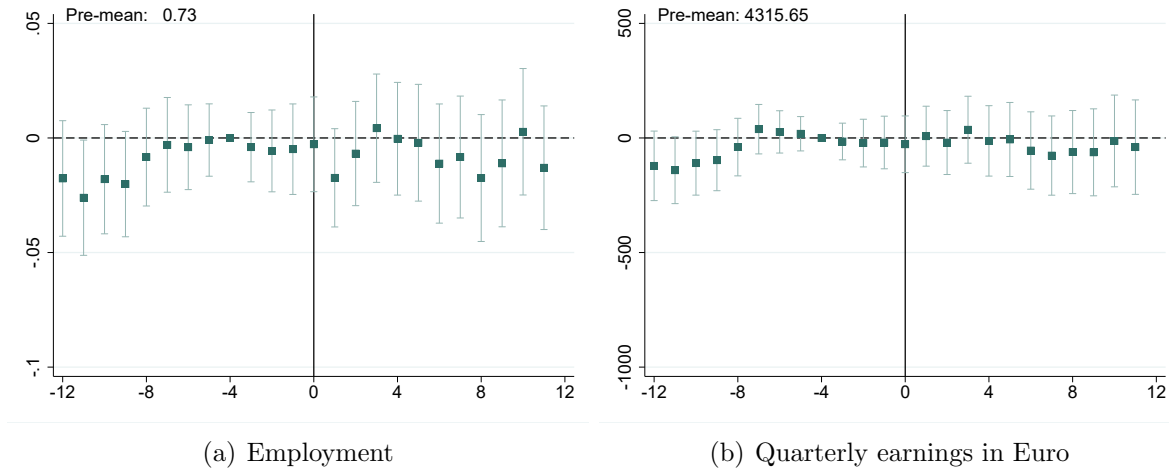 Pre-mean: 0.73
.05
0
-.05
-.1
-12 -8 -4 0 4 8 12
(a) Employment
Pre-mean: 4315.65
500
0
-500
-1000
-12 -8 -4 0 4 8 12
(b) Quarterly earnings in Euro